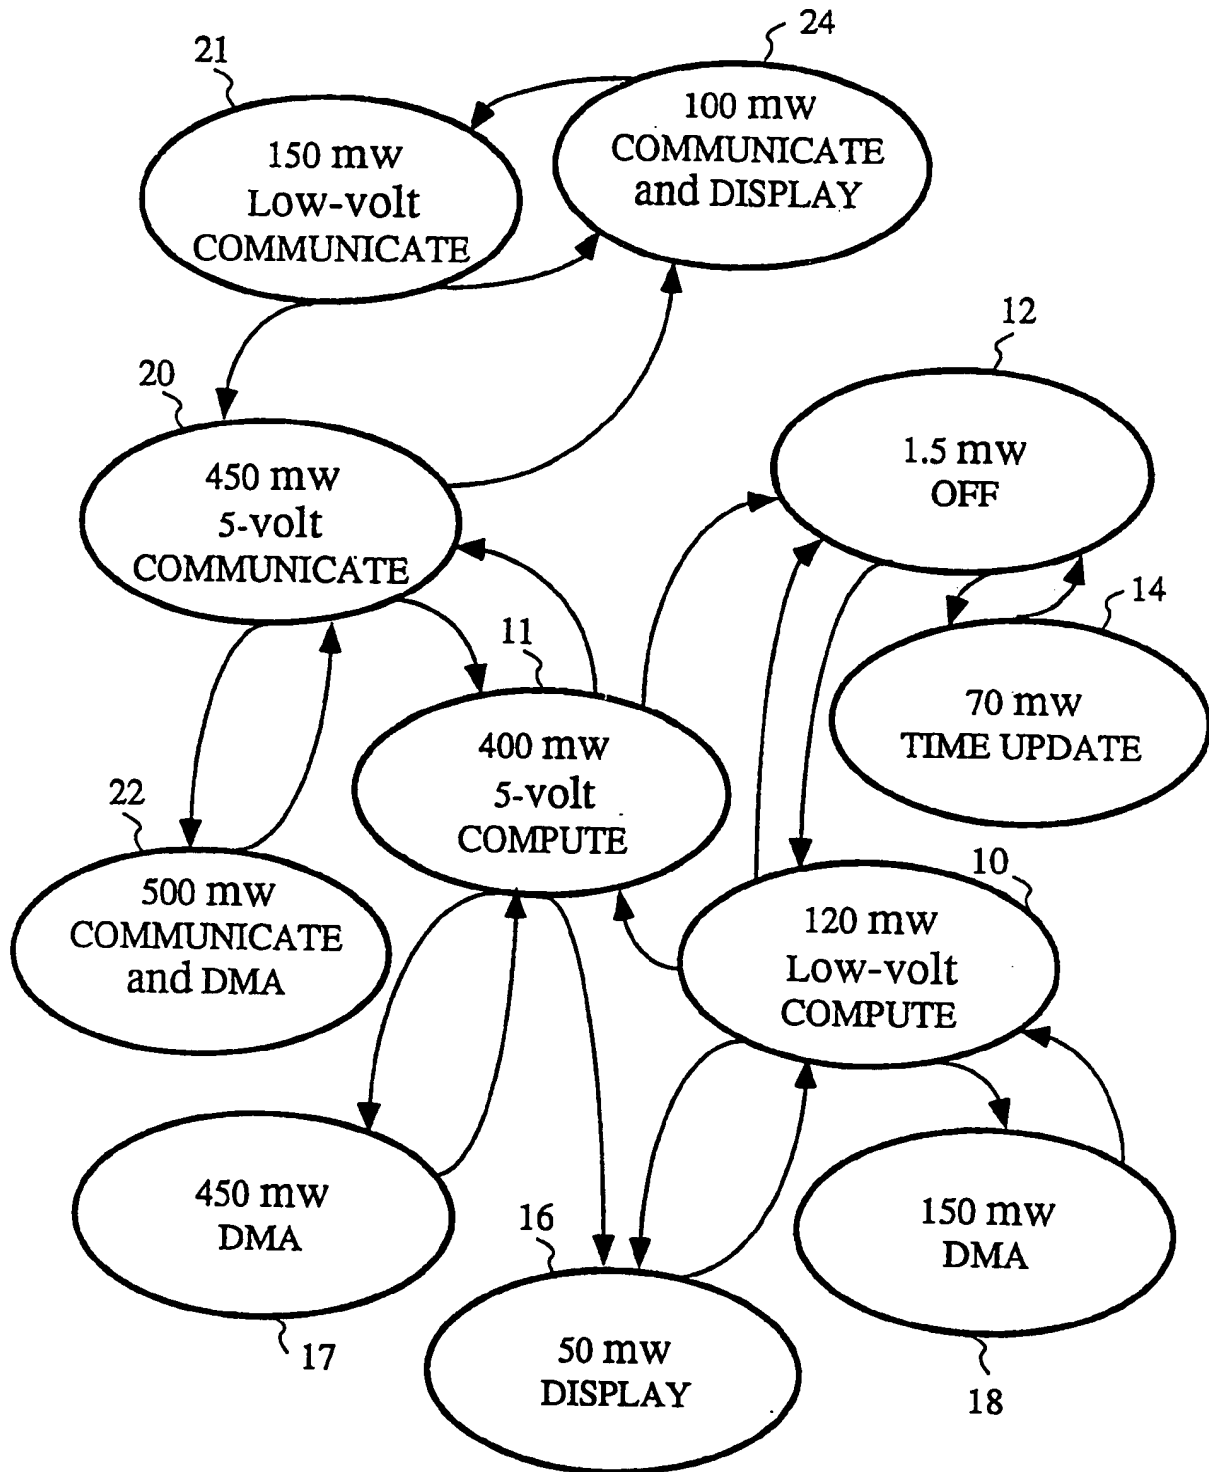 24
21
100 mw
COMMUNICATE
and DISPLAY
150 mw
Low-volt
COMMUNICATE
12
20
1.5 mw
OFF
450 mw
5-volt
COMMUNICATE
14
11
70 mw
TIME UPDATE
400 mw
5-volt
COMPUTE
22
10
500 mw
COMMUNICATE
and DMA
120 mw
Low-volt
COMPUTE
450 mw
DMA
16
150 mw
DMA
17
50 mw
DISPLAY
18